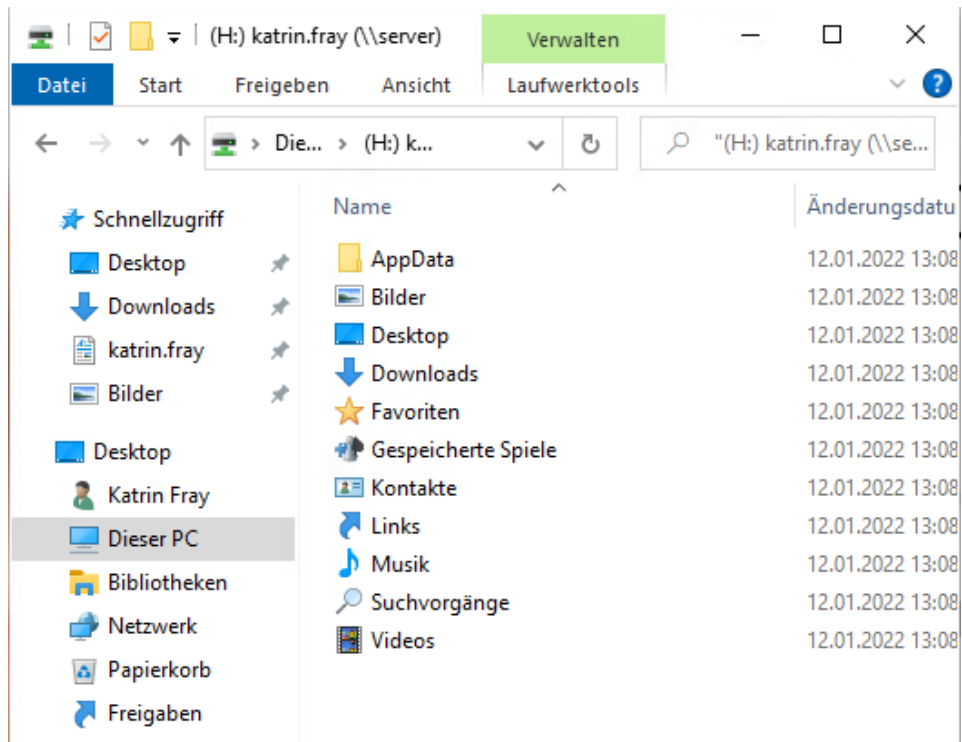 (H:) katrin.fray (\\server)
Verwalten
Datei
Start
Freigeben
Ansicht
Laufwerktools
Die...
(H:) k...
"(H:) katrin.fray (\\se...
Schnellzugriff
Desktop
Downloads
katrin.fray
Bilder
Desktop
Katrin Fray
Dieser PC
Bibliotheken
Netzwerk
Papierkorb
Freigaben
Name Änderungsdatu
AppData 12.01.2022 13:08
Bilder 12.01.2022 13:08
Desktop 12.01.2022 13:08
Downloads 12.01.2022 13:08
Favoriten 12.01.2022 13:08
Gespeicherte Spiele 12.01.2022 13:08
Kontakte 12.01.2022 13:08
Links 12.01.2022 13:08
Musik 12.01.2022 13:08
Suchvorgänge 12.01.2022 13:08
Videos 12.01.2022 13:08